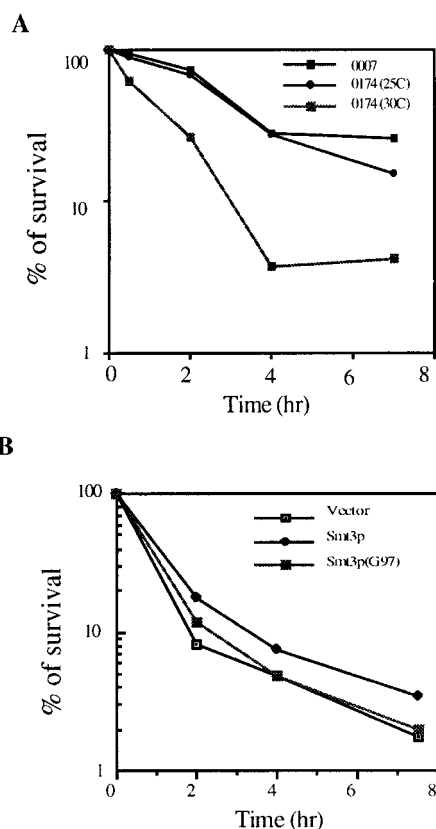 A
100
10
1
% of survival
0007
0174 (25C)
0174 (30C)
0 2 4 6 8
Time (hr)
B
100
10
1
% of survival
Vector
Smt3p
Smt3p(G97)
0 2 4 6 8
Time (hr)